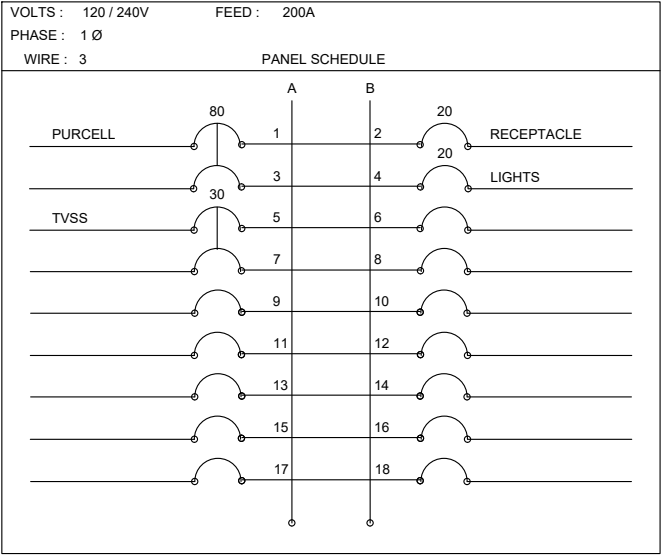 VOLTS : 120 / 240V FEED : 200A
PHASE : 1 Ø
WIRE : 3 PANEL SCHEDULE
A B
80 20
PURCELL 1 2 RECEPTACLE
20
3 4 LIGHTS
30
TVSS 5 6
7 8
9 10
11 12
13 14
15 16
17 18